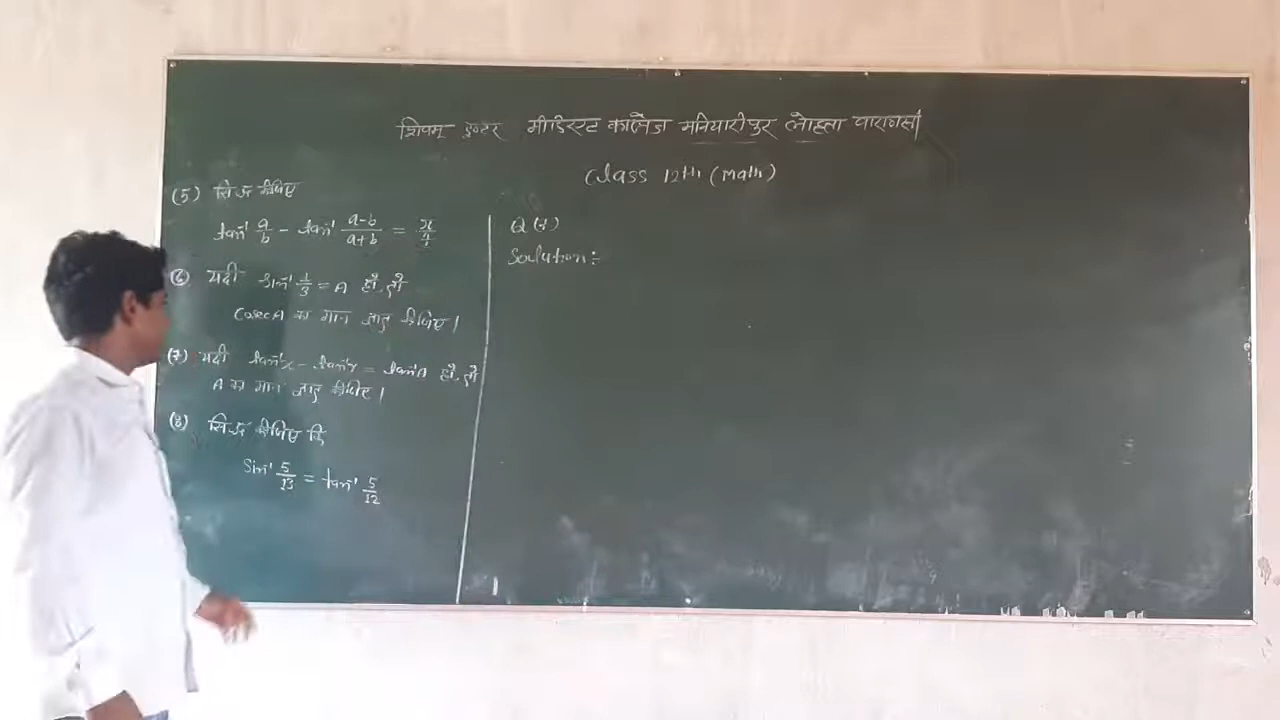 शिवम् इण्टर मीडिएट कालेज मनियारीपुर लोहता वाराणसी
Class 12th (Math)
(5) सिद्ध कीजिए
tan⁻¹ a/b - tan⁻¹ (a-b)/(a+b) = π/4
(6) यदी sin⁻¹ 1/3 = A हो, तो
CosecA का मान ज्ञात कीजिए।
(7) यदी tan⁻¹x - tan⁻¹y = tan⁻¹A हो, तो
A का मान ज्ञात कीजिए।
(8) सिद्ध कीजिए कि
Sin⁻¹ 5/13 = tan⁻¹ 5/12
Solution :-